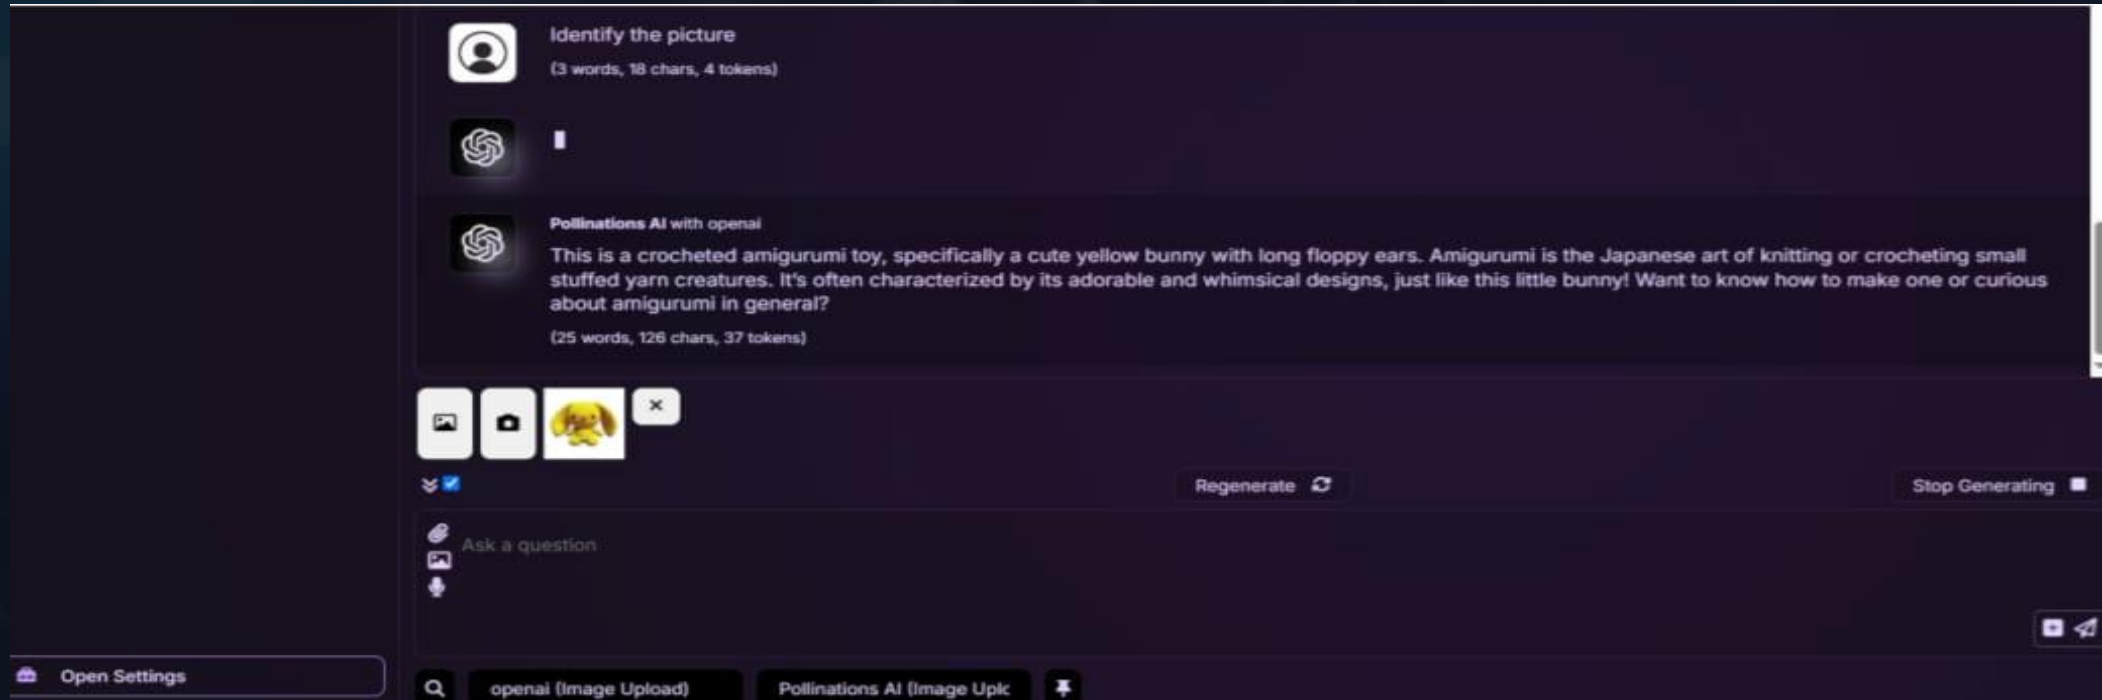 Identify the picture
(3 words, 18 chars, 4 tokens)
Pollinations AI with openai
This is a crocheted amigurumi toy, specifically a cute yellow bunny with long floppy ears. Amigurumi is the Japanese art of knitting or crocheting small
stuffed yarn creatures. It's often characterized by its adorable and whimsical designs, just like this little bunny! Want to know how to make one or curious
about amigurumi in general?
(25 words, 126 chars, 37 tokens)
Regenerate
Stop Generating
Ask a question
Open Settings
openai (Image Upload)
Pollinations AI (Image Uplc